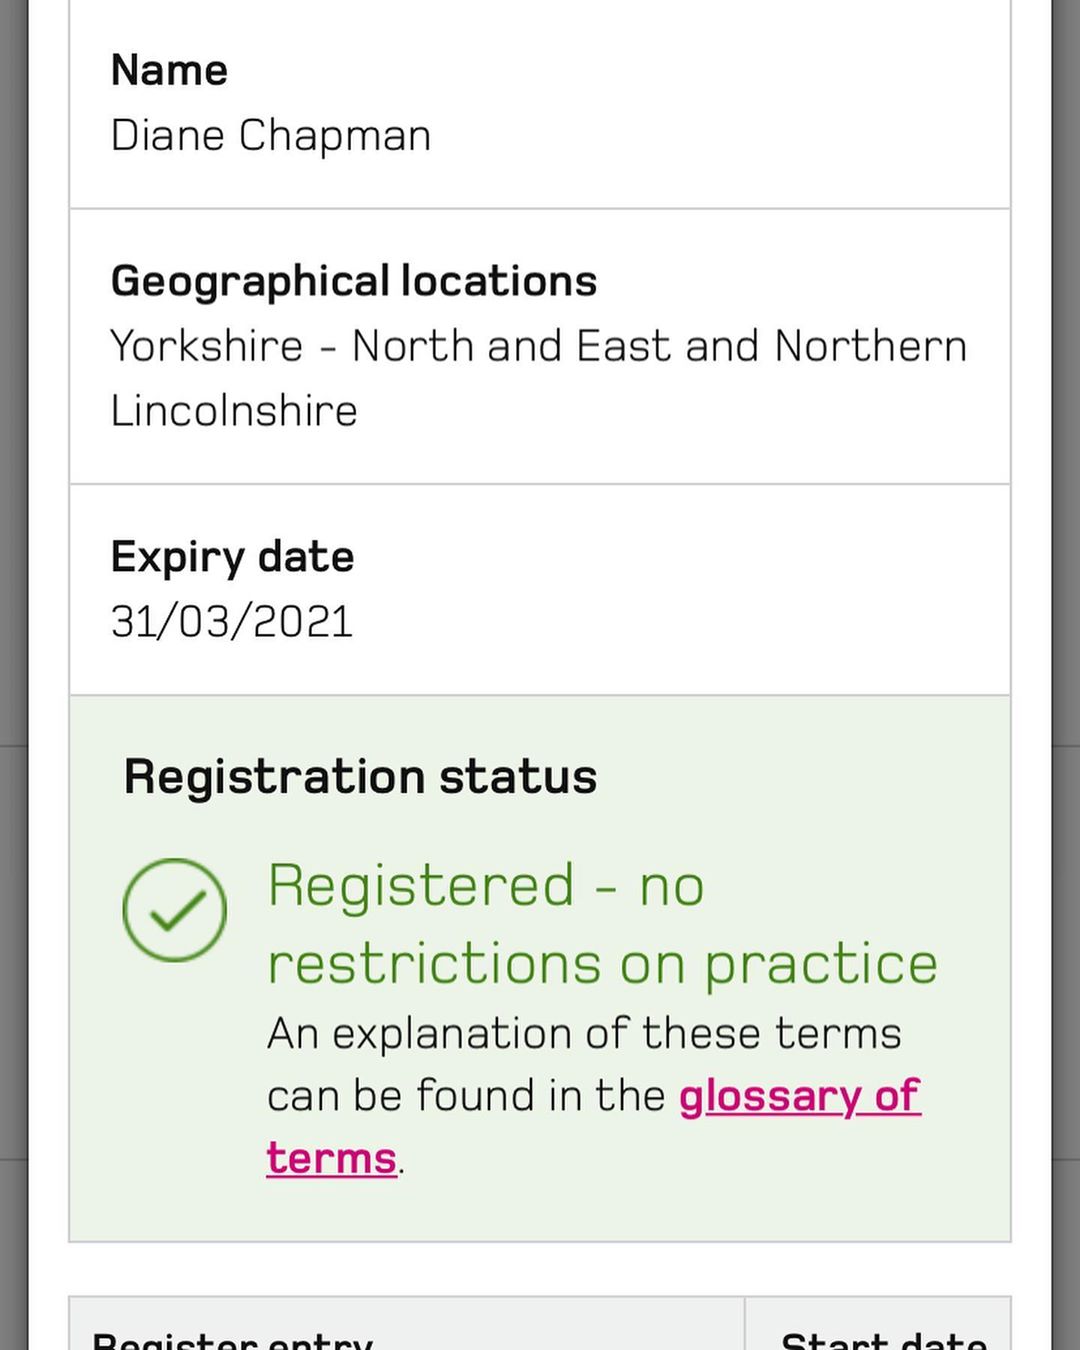 Name
Diane Chapman
Geographical locations
Yorkshire - North and East and Northern
Lincolnshire
Expiry date
31/03/2021
Registration status
Registered - no
restrictions on practice
An explanation of these terms
can be found in the glossary of
terms.
Register entry
Start date